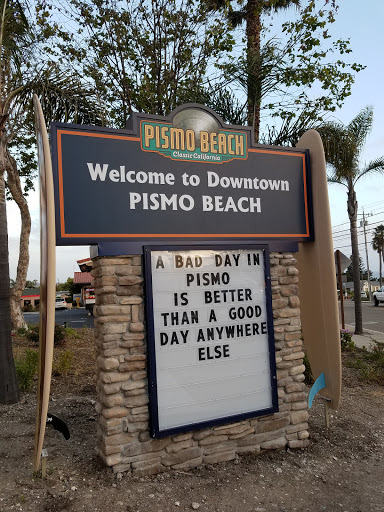 PISMO BEACH
Classic California
Welcome to Downtown
PISMO BEACH
A BAD DAY IN
PISMO
IS BETTER
THAN A GOOD
DAY ANYWHERE
ELSE